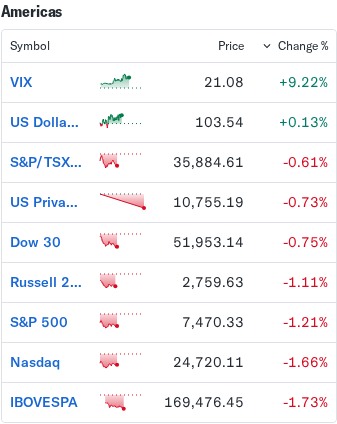 Americas
Symbol Price Change %
VIX 21.08 +9.22%
US Dolla... 103.54 +0.13%
S&P/TSX... 35,884.61 -0.61%
US Priva... 10,755.19 -0.73%
Dow 30 51,953.14 -0.75%
Russell 2... 2,759.63 -1.11%
S&P 500 7,470.33 -1.21%
Nasdaq 24,720.11 -1.66%
IBOVESPA 169,476.45 -1.73%